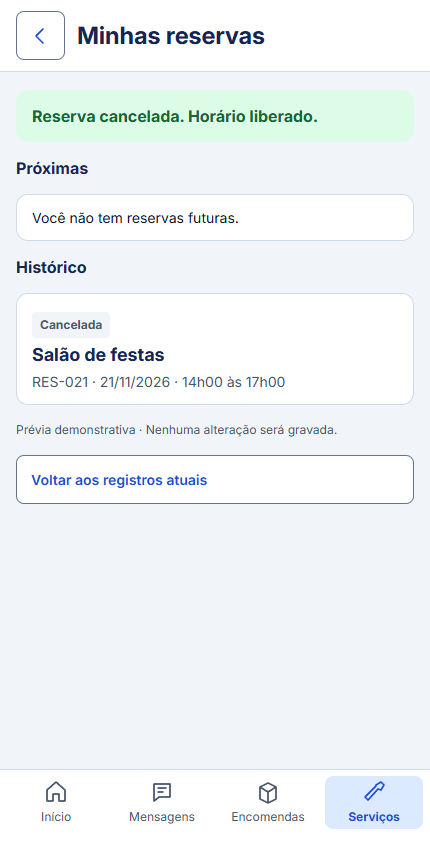 Minhas reservas
Reserva cancelada. Horário liberado.
Próximas
Você não tem reservas futuras.
Histórico
Cancelada
Salão de festas
RES-021 · 21/11/2026 · 14h00 às 17h00
Prévia demonstrativa · Nenhuma alteração será gravada.
Voltar aos registros atuais
Início
Mensagens
Encomendas
Serviços